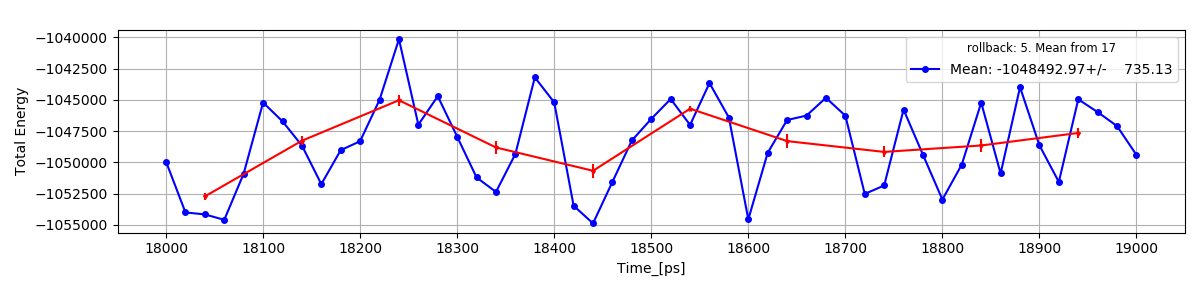 rollback: 5. Mean from 17
Mean: -1048492.97+/-    735.13
Total Energy
−1040000
−1042500
−1045000
−1047500
−1050000
−1052500
−1055000
18000 18100 18200 18300 18400 18500 18600 18700 18800 18900 19000
Time_[ps]